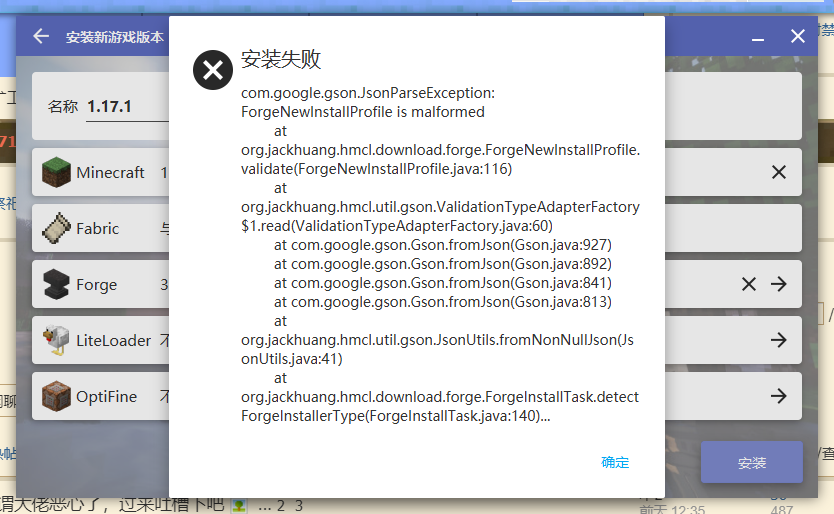 安装新游戏版本
安装失败
com.google.gson.JsonParseException:
ForgeNewInstallProfile is malformed
at
org.jackhuang.hmcl.download.forge.ForgeNewInstallProfile.
validate(ForgeNewInstallProfile.java:116)
at
org.jackhuang.hmcl.util.gson.ValidationTypeAdapterFactory
$1.read(ValidationTypeAdapterFactory.java:60)
at com.google.gson.Gson.fromJson(Gson.java:927)
at com.google.gson.Gson.fromJson(Gson.java:892)
at com.google.gson.Gson.fromJson(Gson.java:841)
at com.google.gson.Gson.fromJson(Gson.java:813)
at
org.jackhuang.hmcl.util.gson.JsonUtils.fromNonNullJson(Js
onUtils.java:41)
at
org.jackhuang.hmcl.download.forge.ForgeInstallTask.detect
ForgeInstallerType(ForgeInstallTask.java:140)...
确定
名称 1.17.1
Minecraft 1
Fabric 与
Forge 3
LiteLoader 不
OptiFine 不
安装
谓大佬恶心了，过来吐槽下吧 ... 2 3
前天 12:35
487